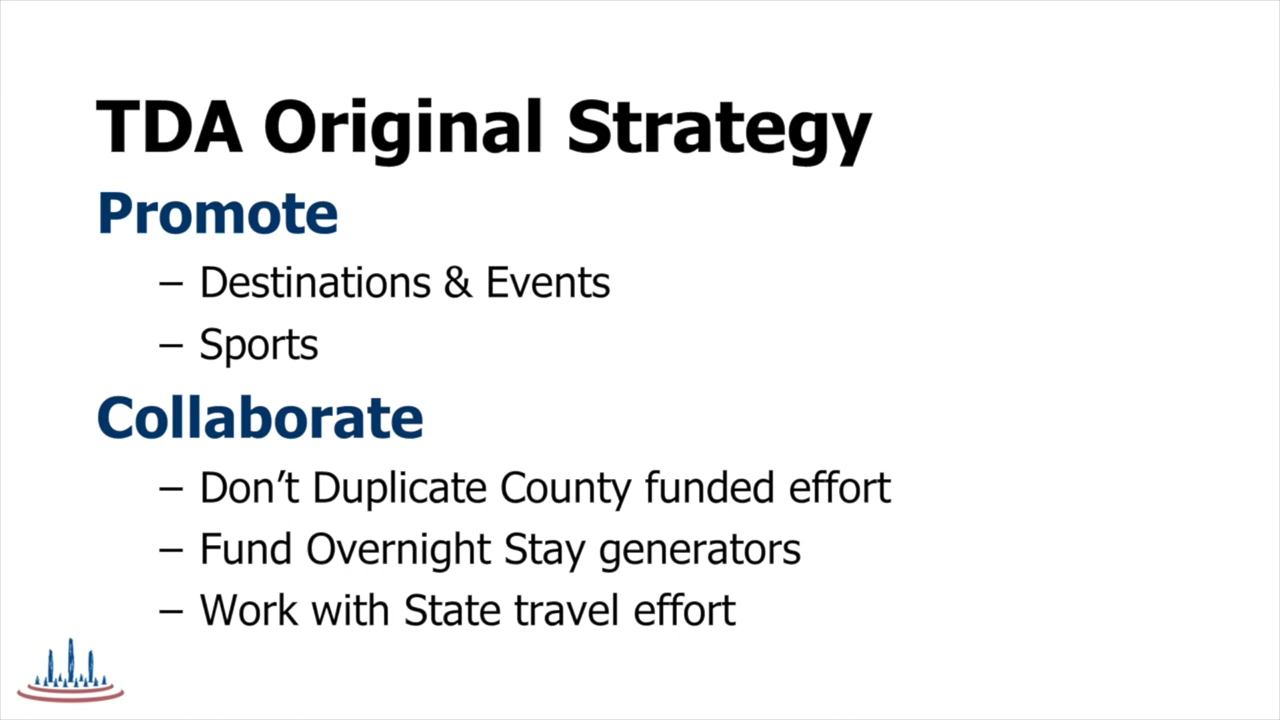 TDA Original Strategy
Promote
– Destinations & Events
– Sports
Collaborate
– Don’t Duplicate County funded effort
– Fund Overnight Stay generators
– Work with State travel effort